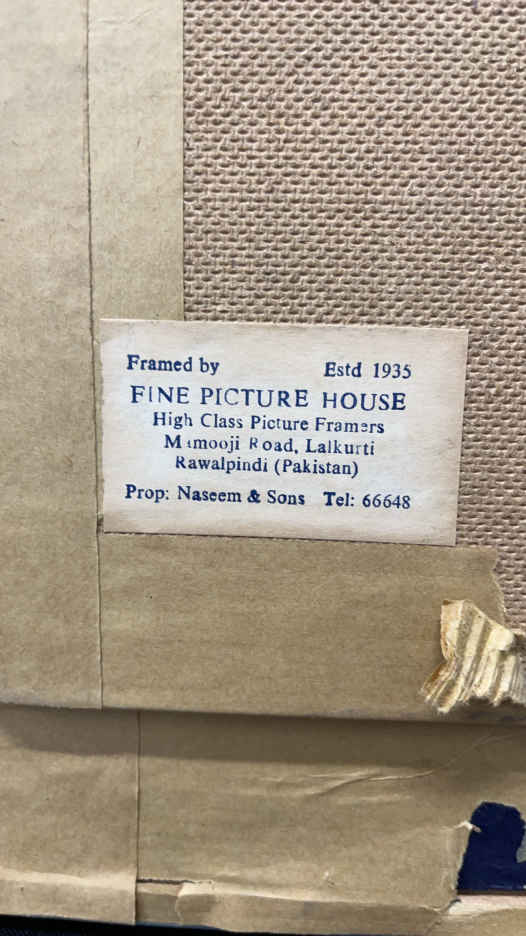 Framed by Estd 1935
FINE PICTURE HOUSE
High Class Picture Framers
Mamooji Road, Lalkurti
Rawalpindi (Pakistan)
Prop: Naseem & Sons Tel: 66648